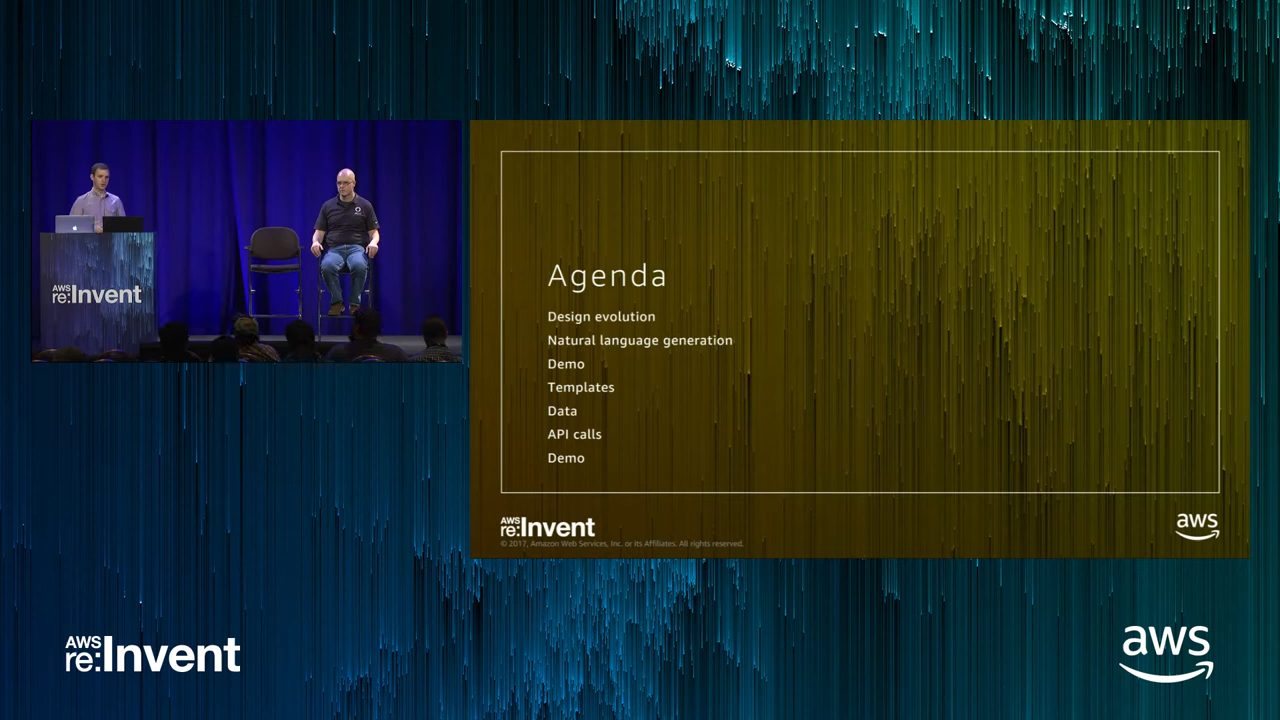 AWS
re:Invent
Agenda
Design evolution
Natural language generation
Demo
Templates
Data
API calls
Demo
AWS
re:Invent
© 2017, Amazon Web Services, Inc. or its Affiliates. All rights reserved.
aws
AWS
re:Invent
aws